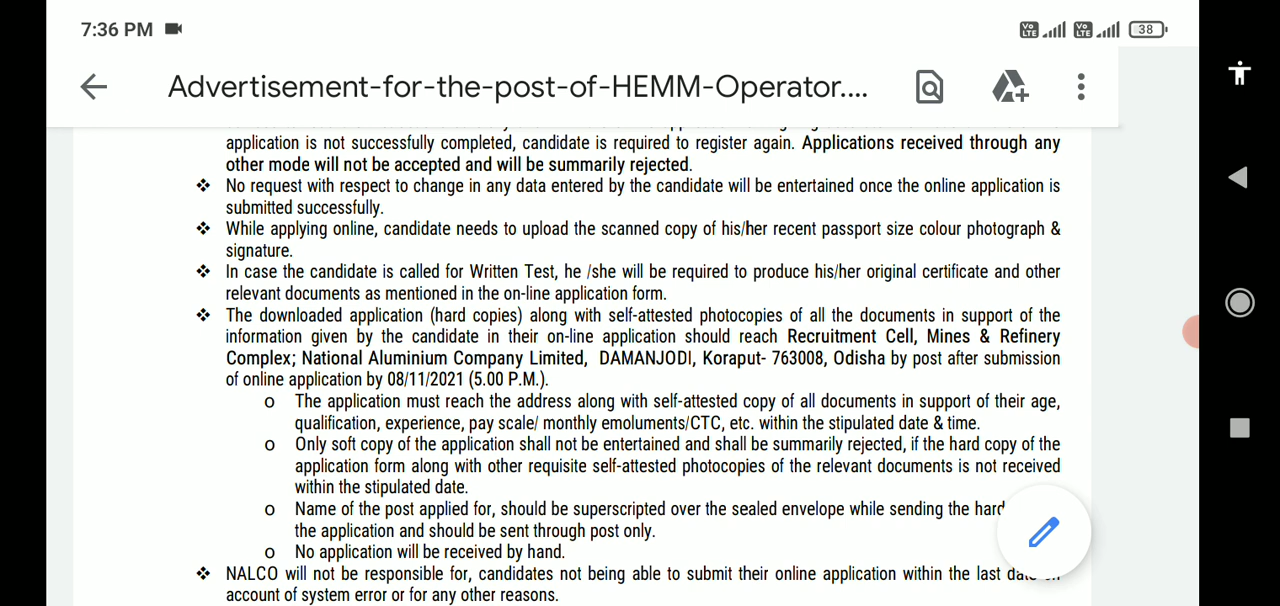 7:36 PM
Vo LTE Vo LTE 38
Advertisement-for-the-post-of-HEMM-Operator....
application is not successfully completed, candidate is required to register again. Applications received through any
other mode will not be accepted and will be summarily rejected.
❖ No request with respect to change in any data entered by the candidate will be entertained once the online application is
submitted successfully.
❖ While applying online, candidate needs to upload the scanned copy of his/her recent passport size colour photograph &
signature.
❖ In case the candidate is called for Written Test, he /she will be required to produce his/her original certificate and other
relevant documents as mentioned in the on-line application form.
❖ The downloaded application (hard copies) along with self-attested photocopies of all the documents in support of the
information given by the candidate in their on-line application should reach Recruitment Cell, Mines & Refinery
Complex; National Aluminium Company Limited, DAMANJODI, Koraput- 763008, Odisha by post after submission
of online application by 08/11/2021 (5.00 P.M.).
o The application must reach the address along with self-attested copy of all documents in support of their age,
qualification, experience, pay scale/ monthly emoluments/CTC, etc. within the stipulated date & time.
o Only soft copy of the application shall not be entertained and shall be summarily rejected, if the hard copy of the
application form along with other requisite self-attested photocopies of the relevant documents is not received
within the stipulated date.
o Name of the post applied for, should be superscripted over the sealed envelope while sending the hard
the application and should be sent through post only.
o No application will be received by hand.
❖ NALCO will not be responsible for, candidates not being able to submit their online application within the last date on
account of system error or for any other reasons.